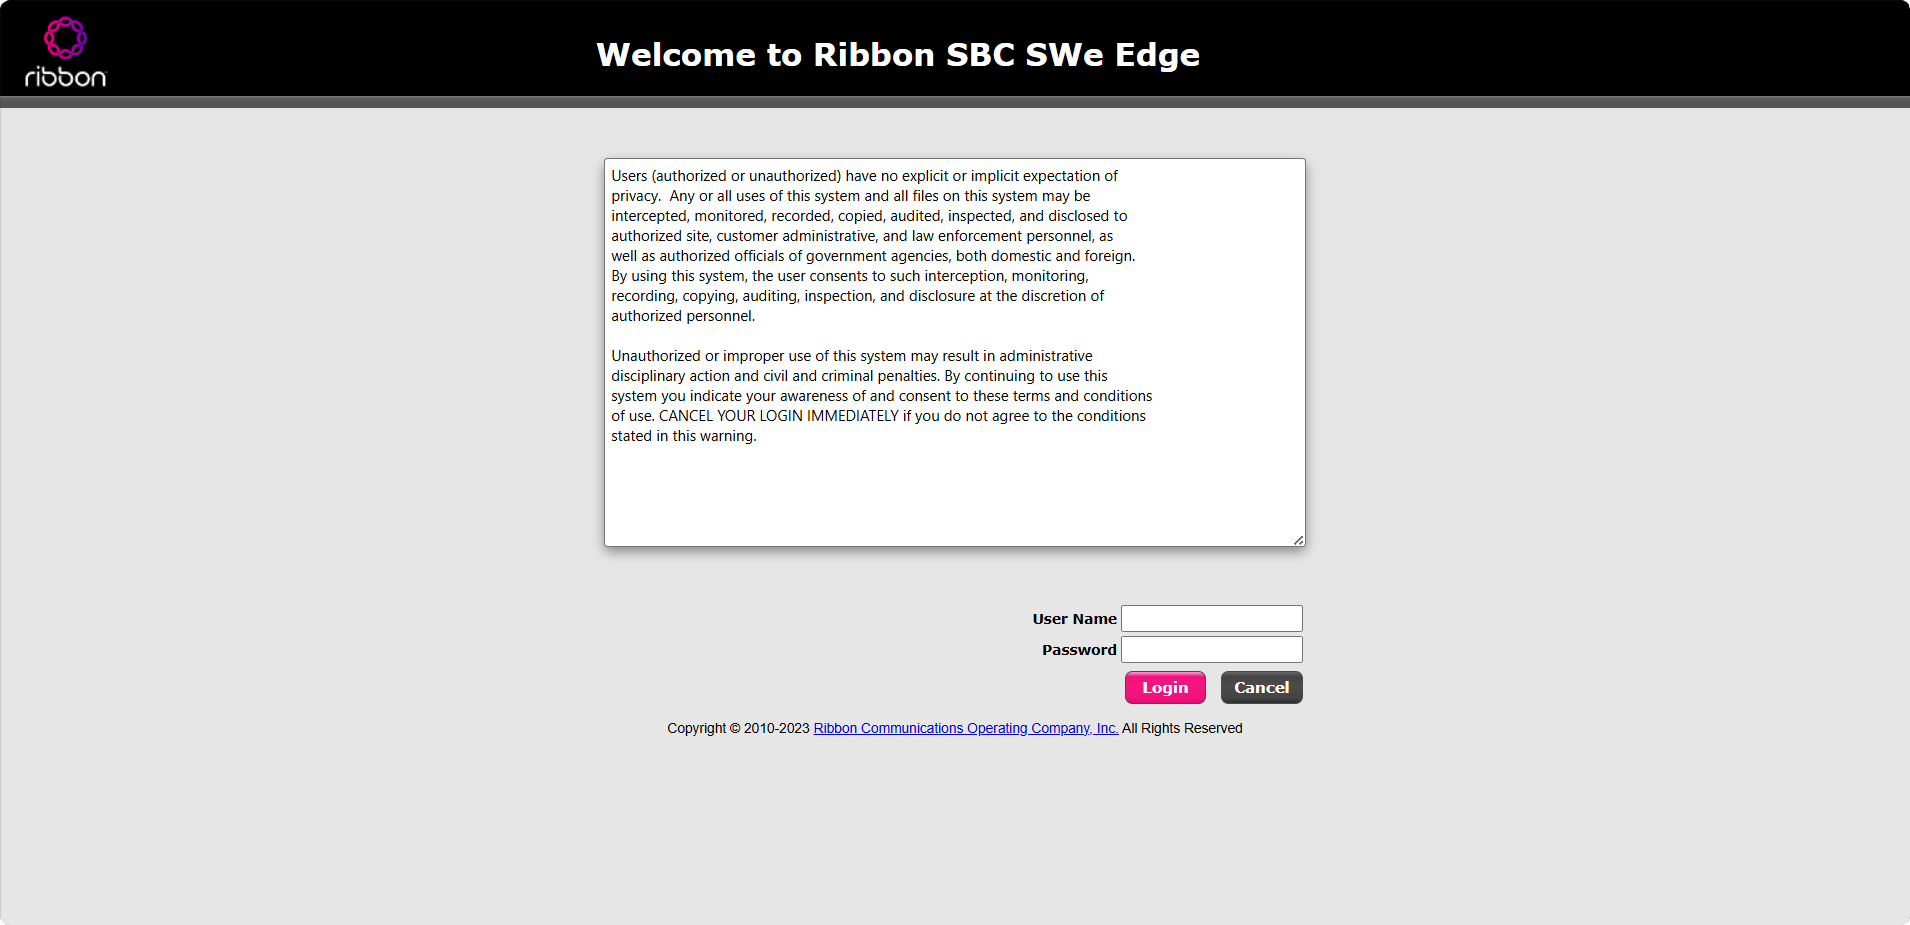 ribbon
Welcome to Ribbon SBC SWe Edge
Users (authorized or unauthorized) have no explicit or implicit expectation of
privacy.  Any or all uses of this system and all files on this system may be
intercepted, monitored, recorded, copied, audited, inspected, and disclosed to
authorized site, customer administrative, and law enforcement personnel, as
well as authorized officials of government agencies, both domestic and foreign.
By using this system, the user consents to such interception, monitoring,
recording, copying, auditing, inspection, and disclosure at the discretion of
authorized personnel.
Unauthorized or improper use of this system may result in administrative
disciplinary action and civil and criminal penalties. By continuing to use this
system you indicate your awareness of and consent to these terms and conditions
of use. CANCEL YOUR LOGIN IMMEDIATELY if you do not agree to the conditions
stated in this warning.
User Name
Password
Login Cancel
Copyright © 2010-2023 Ribbon Communications Operating Company, Inc. All Rights Reserved